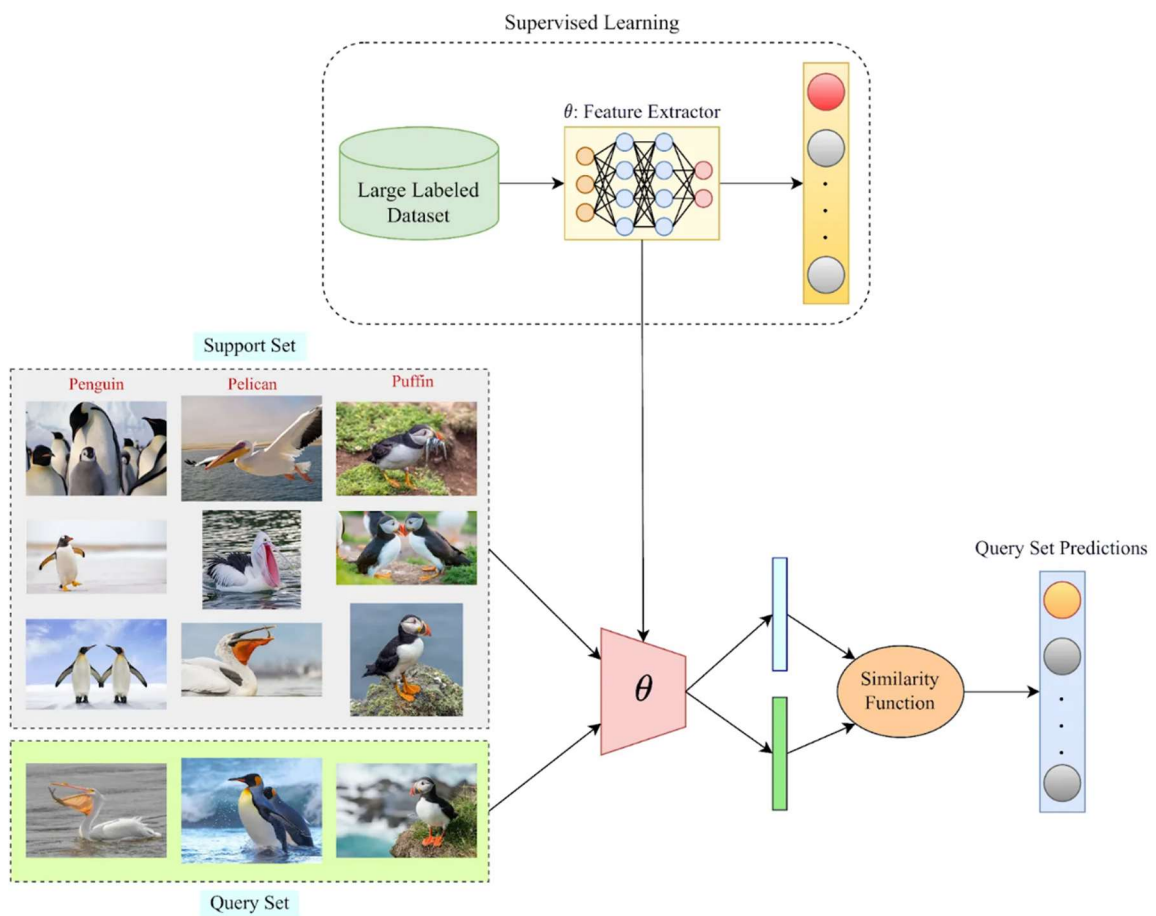 Supervised Learning
θ: Feature Extractor
Large Labeled
Dataset
Support Set
Penguin
Pelican
Puffin
Query Set Predictions
θ
Similarity
Function
Query Set